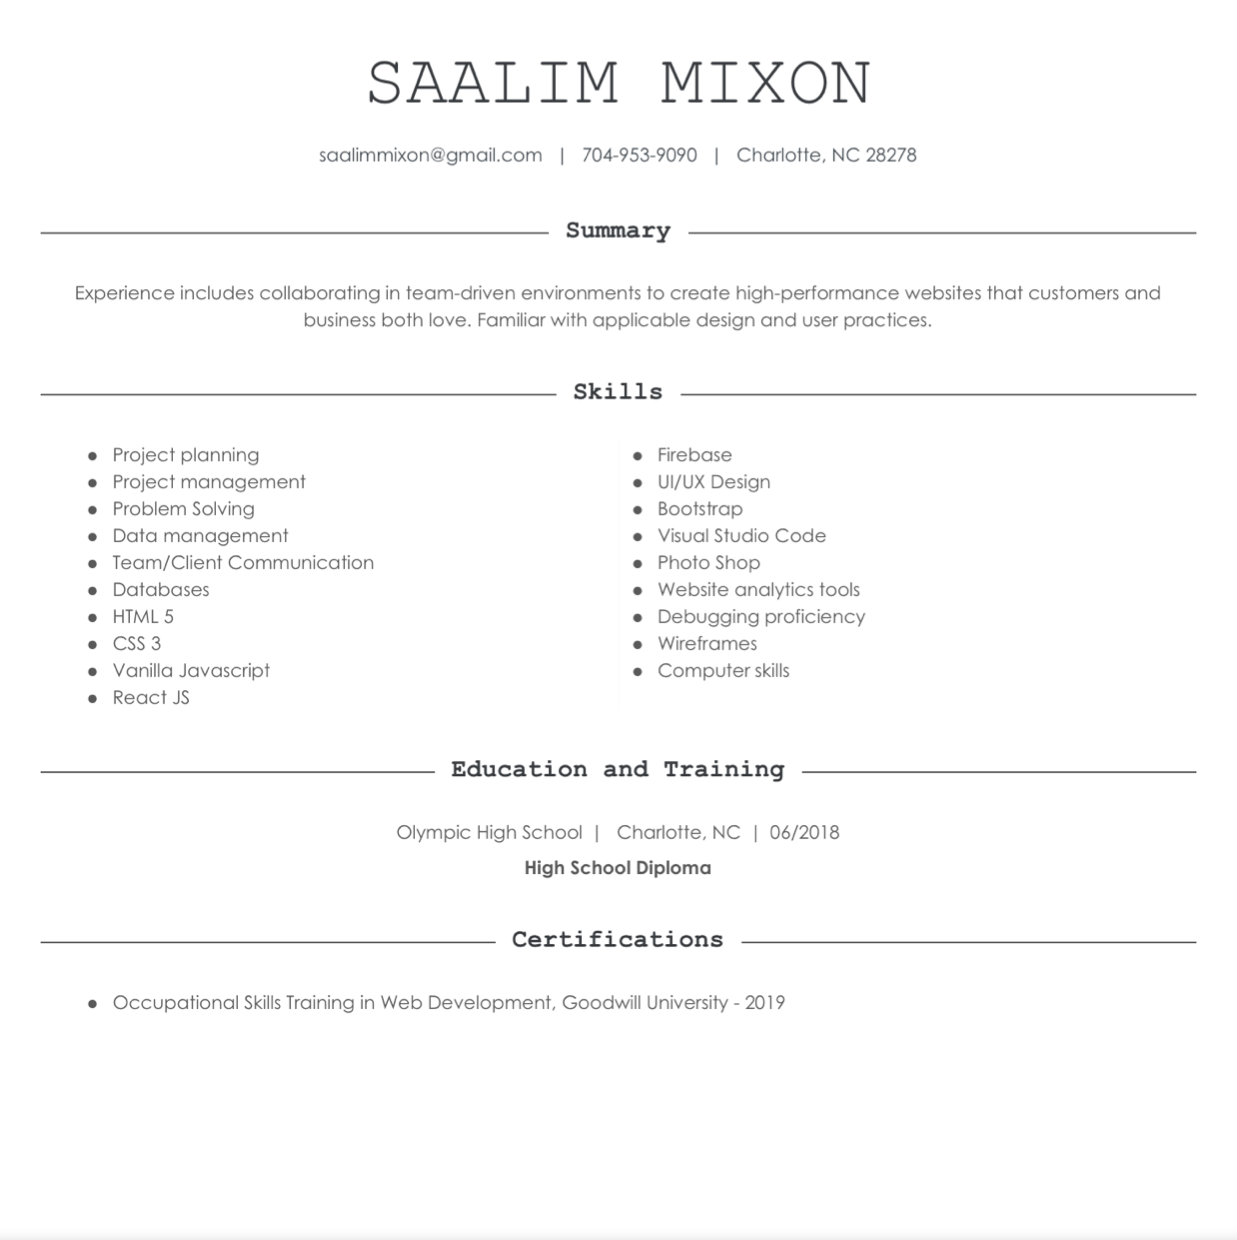 SAALIM MIXON
saalimmixon@gmail.com | 704-953-9090 | Charlotte, NC 28278
Summary
Experience includes collaborating in team-driven environments to create high-performance websites that customers and
business both love. Familiar with applicable design and user practices.
Skills
● Project planning
● Project management
● Problem Solving
● Data management
● Team/Client Communication
● Databases
● HTML 5
● CSS 3
● Vanilla Javascript
● React JS
● Firebase
● UI/UX Design
● Bootstrap
● Visual Studio Code
● Photo Shop
● Website analytics tools
● Debugging proficiency
● Wireframes
● Computer skills
Education and Training
Olympic High School | Charlotte, NC | 06/2018
High School Diploma
Certifications
● Occupational Skills Training in Web Development, Goodwill University - 2019